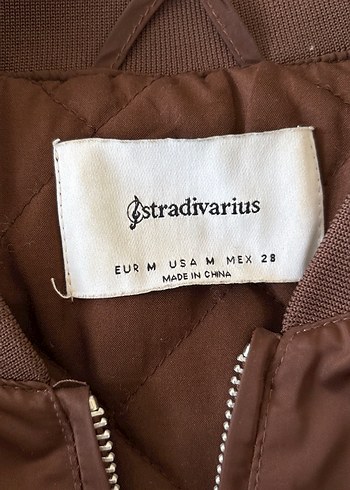 stradivarius
EUR M USA M MEX 28
MADE IN CHINA